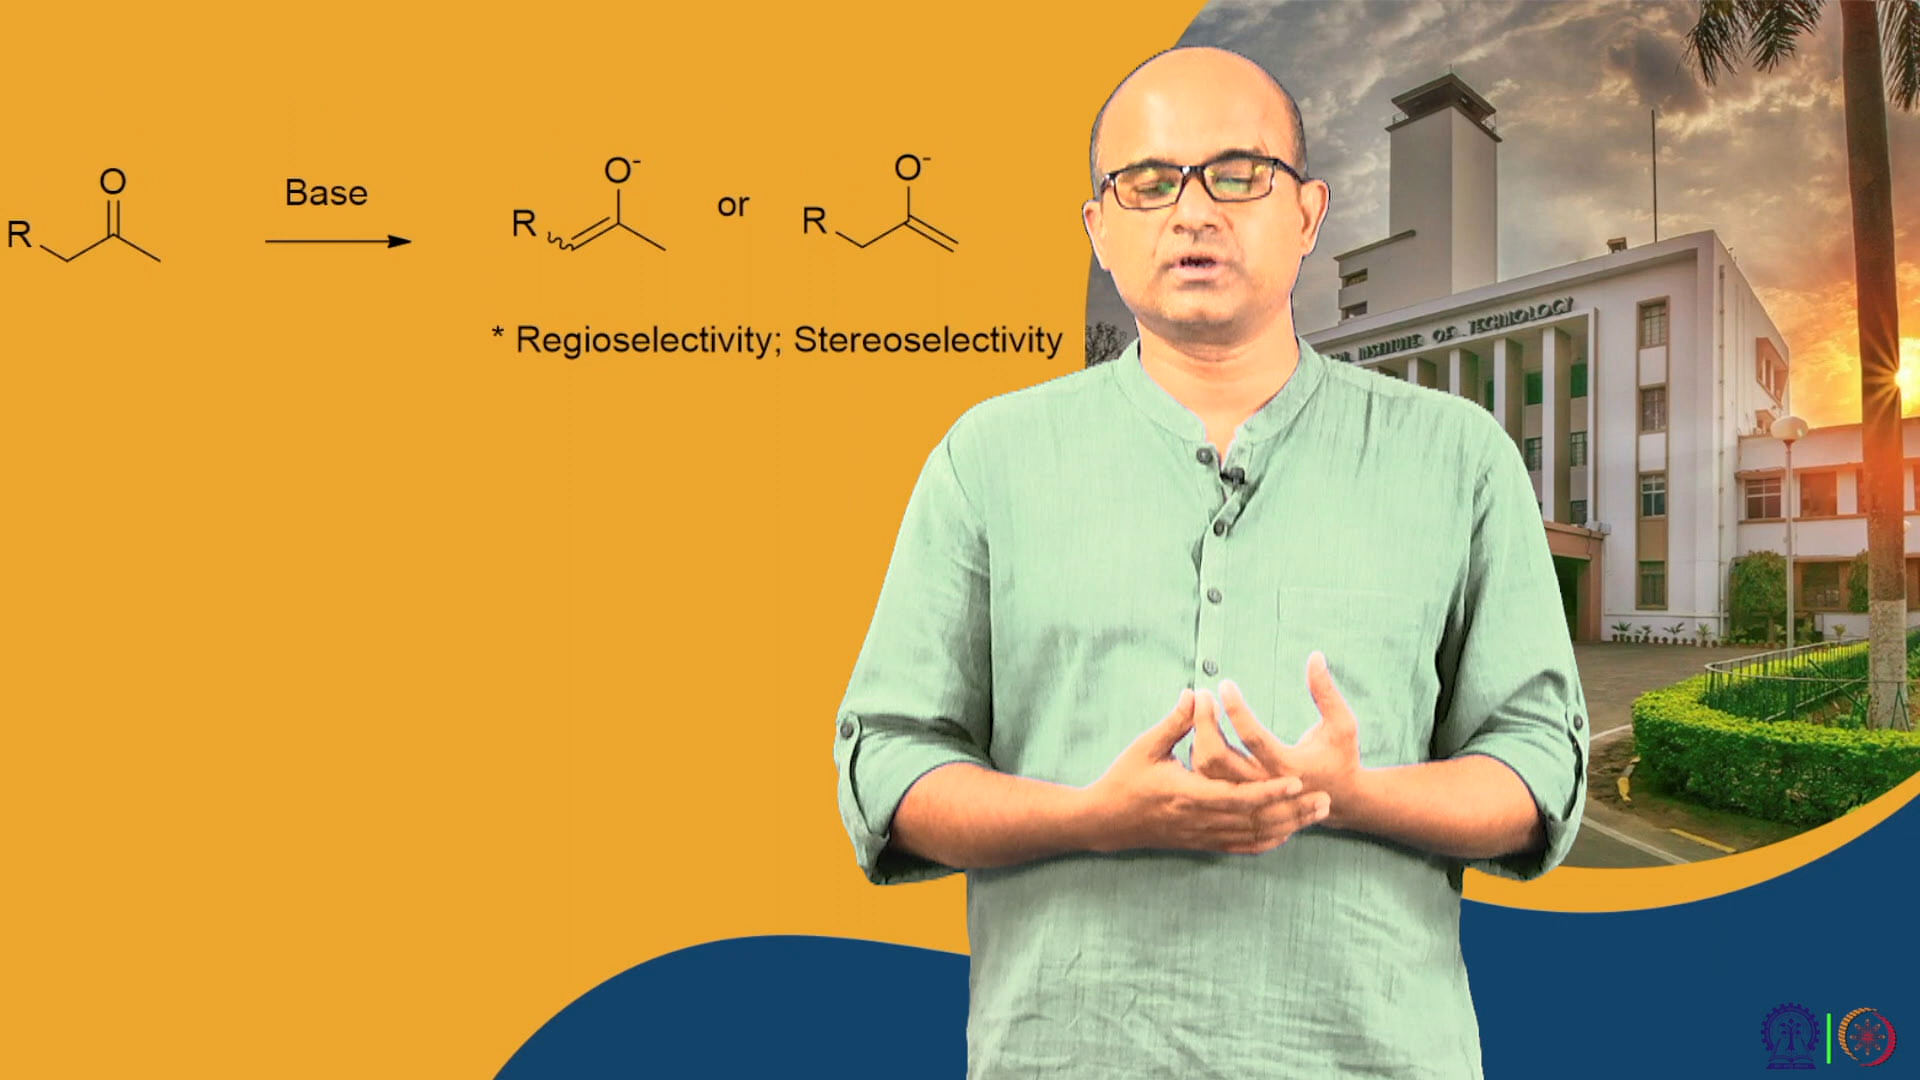 O
Base
R
O-
R
or
O-
R
* Regioselectivity; Stereoselectivity
INSTITUTE OF TECHNOLOGY